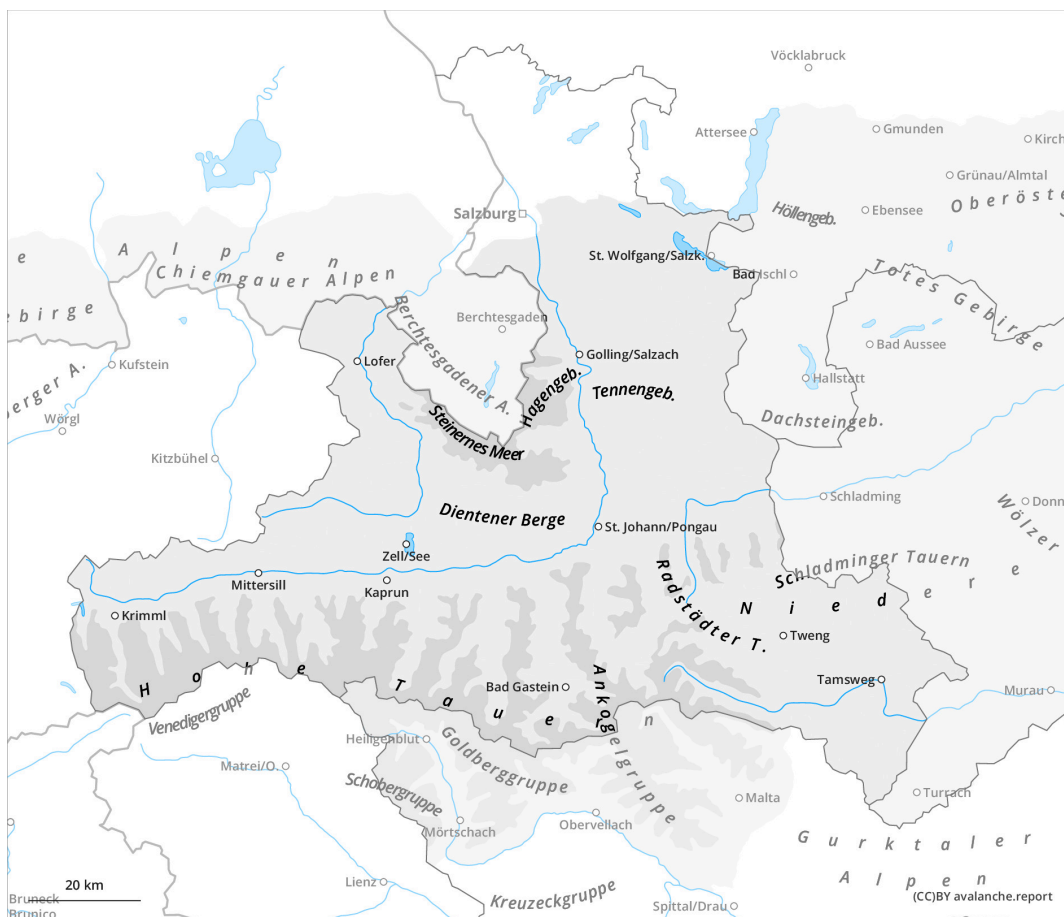 Vöcklabruck
Attersee
Gmunden
Kirch
Grünau/Almtal
Salzburg
Höllengeb.
Ebensee
Oberöste
e
Alpen
Chiemgauer Alpen
St. Wolfgang/Salzk.
Bad Ischl
Totes Gebirge
ebirge
Berchtesgadener A.
Berchtesgaden
Bad Aussee
Kufstein
Lofer
Golling/Salzach
Hallstatt
berger A.
Hagengeb.
Tennengeb.
Wörgl
Steinernes Meer
Dachsteingeb.
Kitzbühel
Schladming
Donn
Wölzer
Dientener Berge
St. Johann/Pongau
Zell/See
Schladminger Tauern
Mittersill
Kaprun
Radstädter T.
Niedere
Krimml
Tweng
Hohe Tauern
Bad Gastein
Ankogelgruppe
Tamsweg
Murau
Venedigergruppe
Heiligenblut
Goldberggruppe
Matrei/O.
Schobergruppe
Malta
Turrach
Mörtschach
Obervellach
Gurktaler
Alpen
20 km
Lienz
Kreuzeckgruppe
Spittal/Drau
(CC)BY avalanche.report
Bruneck
Brunico